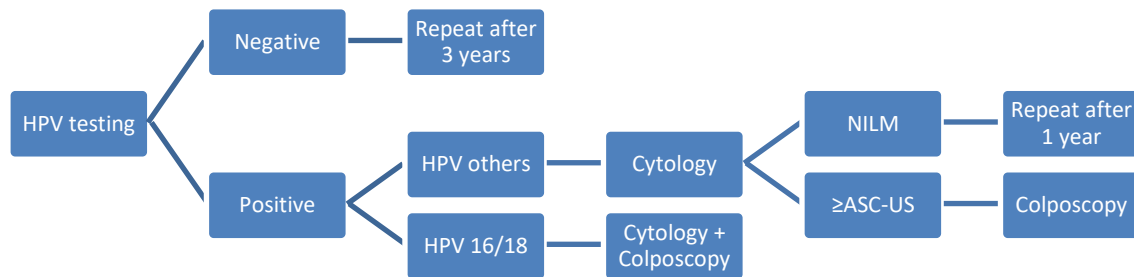 Negative
Repeat after
3 years
HPV testing
NILM
Repeat after
1 year
HPV others
Cytology
Positive
≥ASC-US
Colposcopy
HPV 16/18
Cytology +
Colposcopy